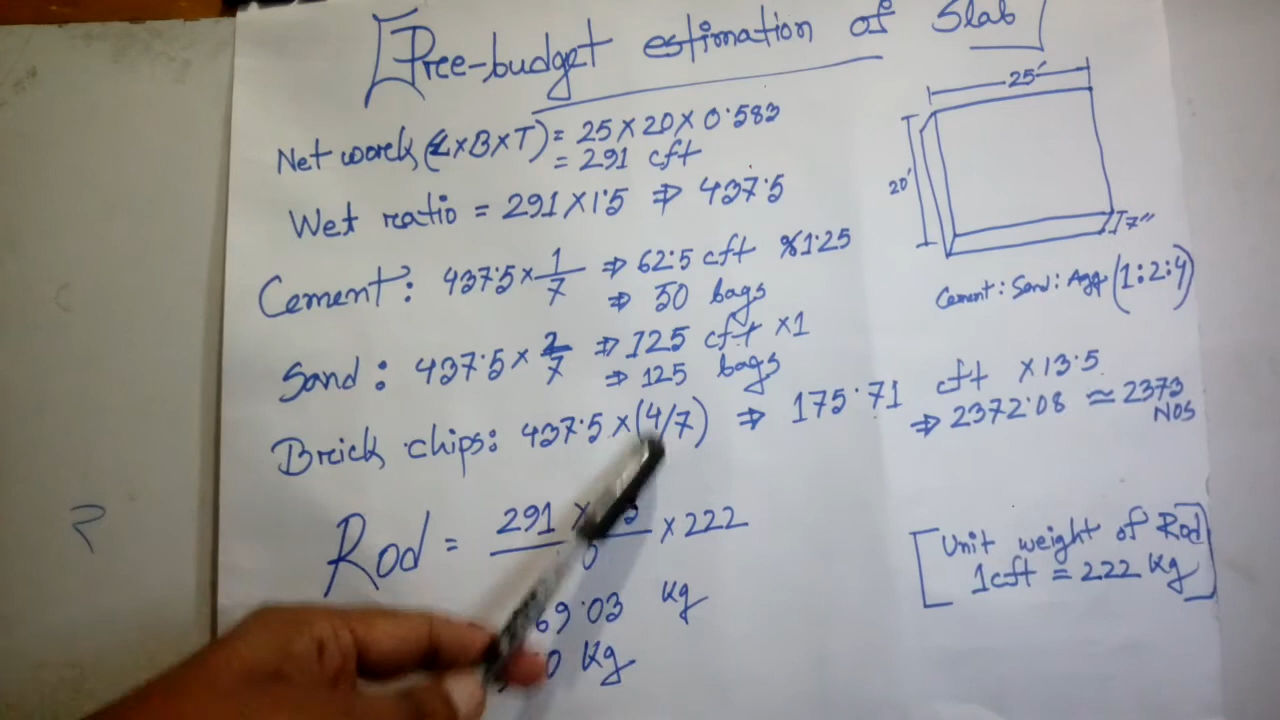 Pree-budget estimation of Slab
25'
Net worck, (L×B×T) = 25×20×0.583
= 291 cft
20'
Wet ratio = 291×1.5 ⇒ 437.5
7"
Cement: 437.5×1/7 ⇒ 62.5 cft %1.25
⇒ 50 bags
Cement: Sand: Agg (1:2:4)
Sand: 437.5×2/7 ⇒ 125 cft ×1
⇒ 125 bags
Brick chips: 437.5×(4/7) ⇒ 175.71 cft ×13.5
⇒ 2372.08 ≈ 2373
NOS
Rod = 291 × ×222
69.03 Kg
0 Kg
[Unit weight of Rod
1cft = 222 Kg]